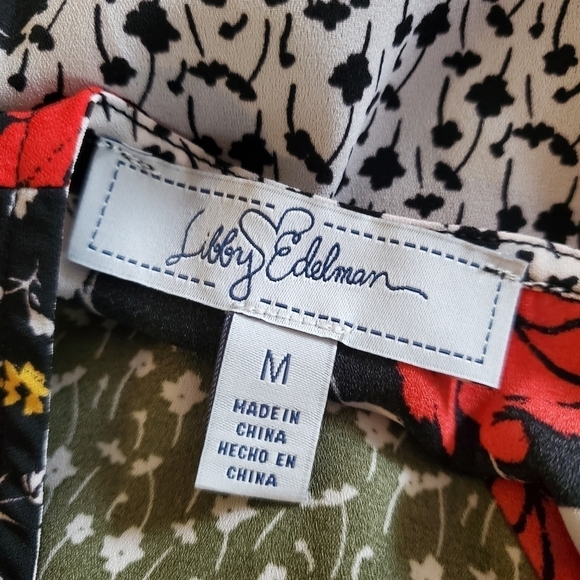 Libby Edelman
M
MADE IN
CHINA
HECHO EN
CHINA